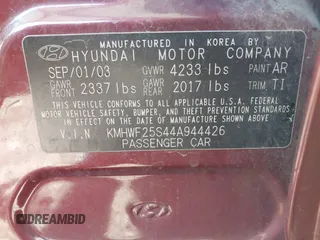 MANUFACTURED IN KOREA BY
HYUNDAI MOTOR COMPANY
SEP/01/03 GVWR 4233 lbs PAINT AR
GAWR FRONT 2337 lbs GAWR REAR 2017 lbs TRIM TI
THIS VEHICLE CONFORMS TO ALL APPLICABLE U.S. FEDERAL
MOTOR VEHICLE SAFETY, BUMPER, AND THEFT PREVENTION
STANDARDS IN EFFECT ON THE DATE OF MANUFACTURE SHOWN
ABOVE.
V.I.N KMHWF25S44A944426
PASSENGER CAR
DREAMBID